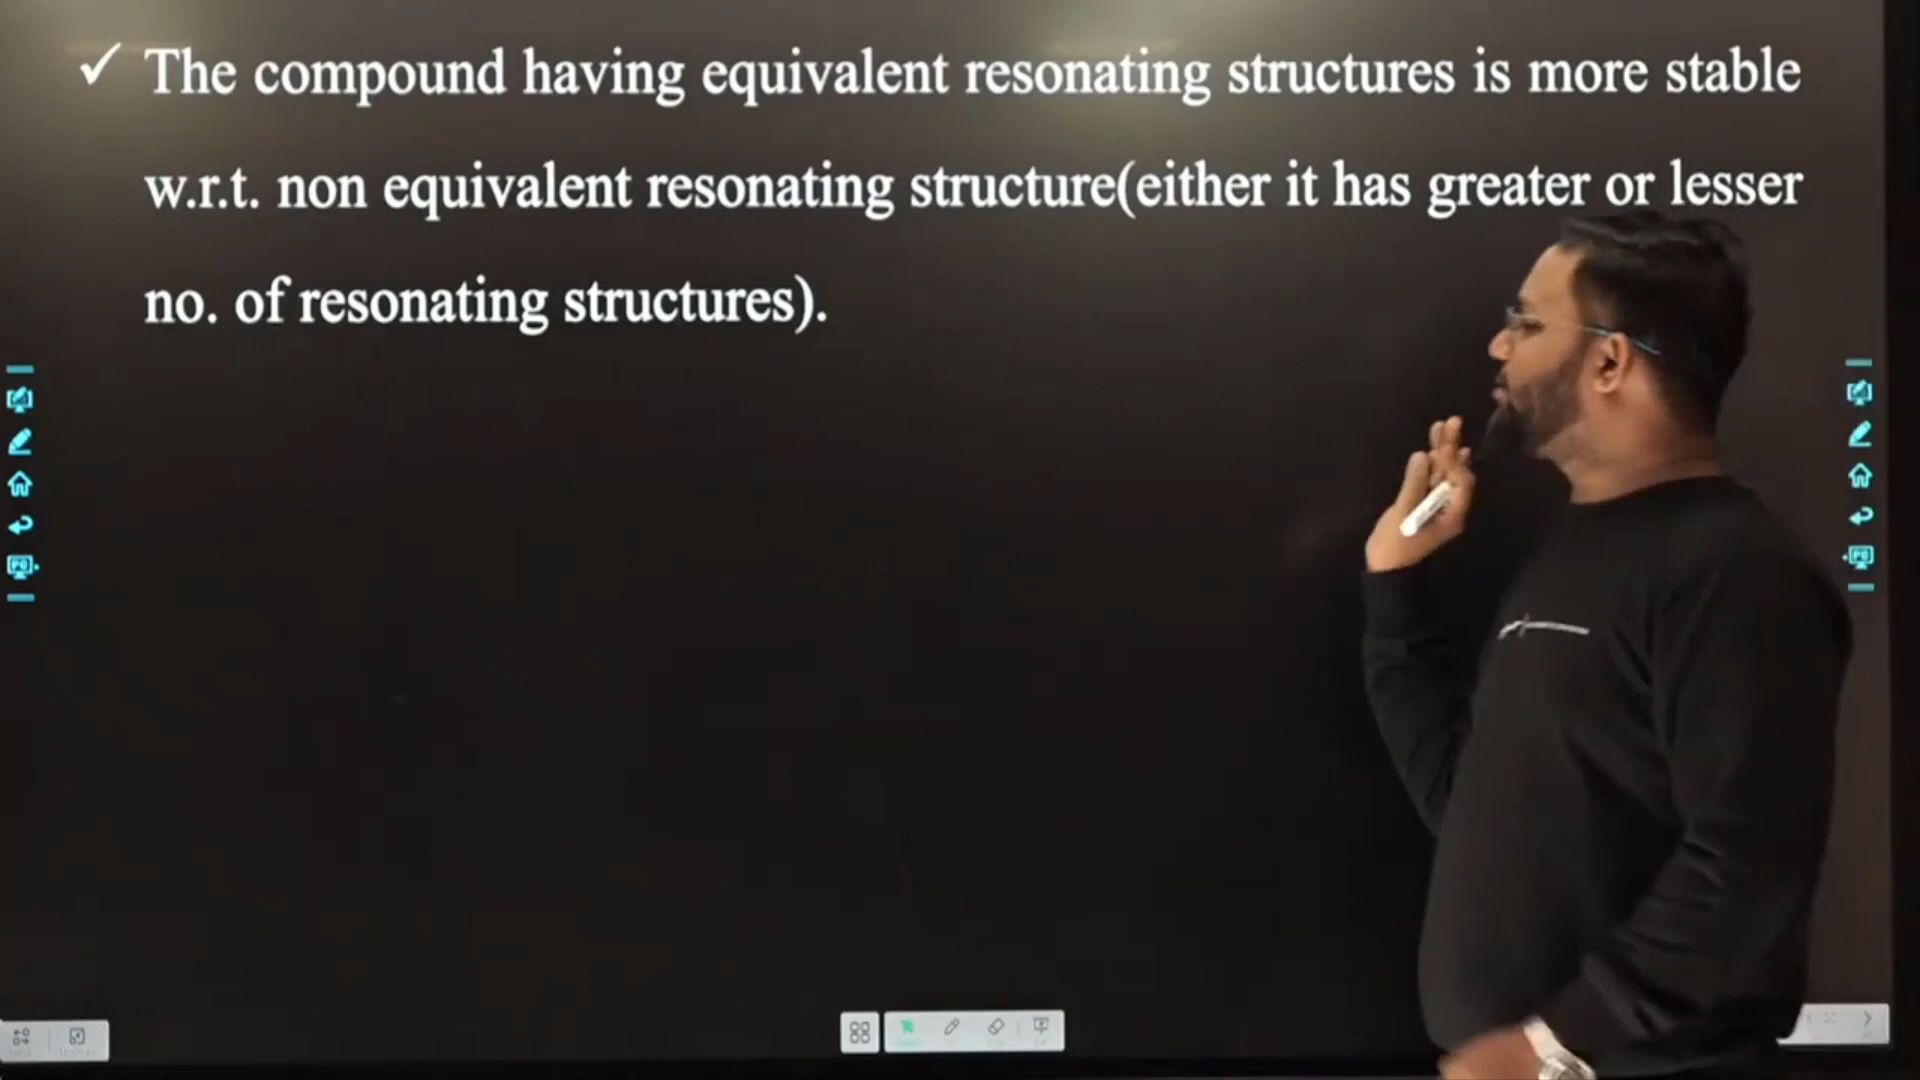 ✓ The compound having equivalent resonating structures is more stable
w.r.t. non equivalent resonating structure(either it has greater or lesser
no. of resonating structures).